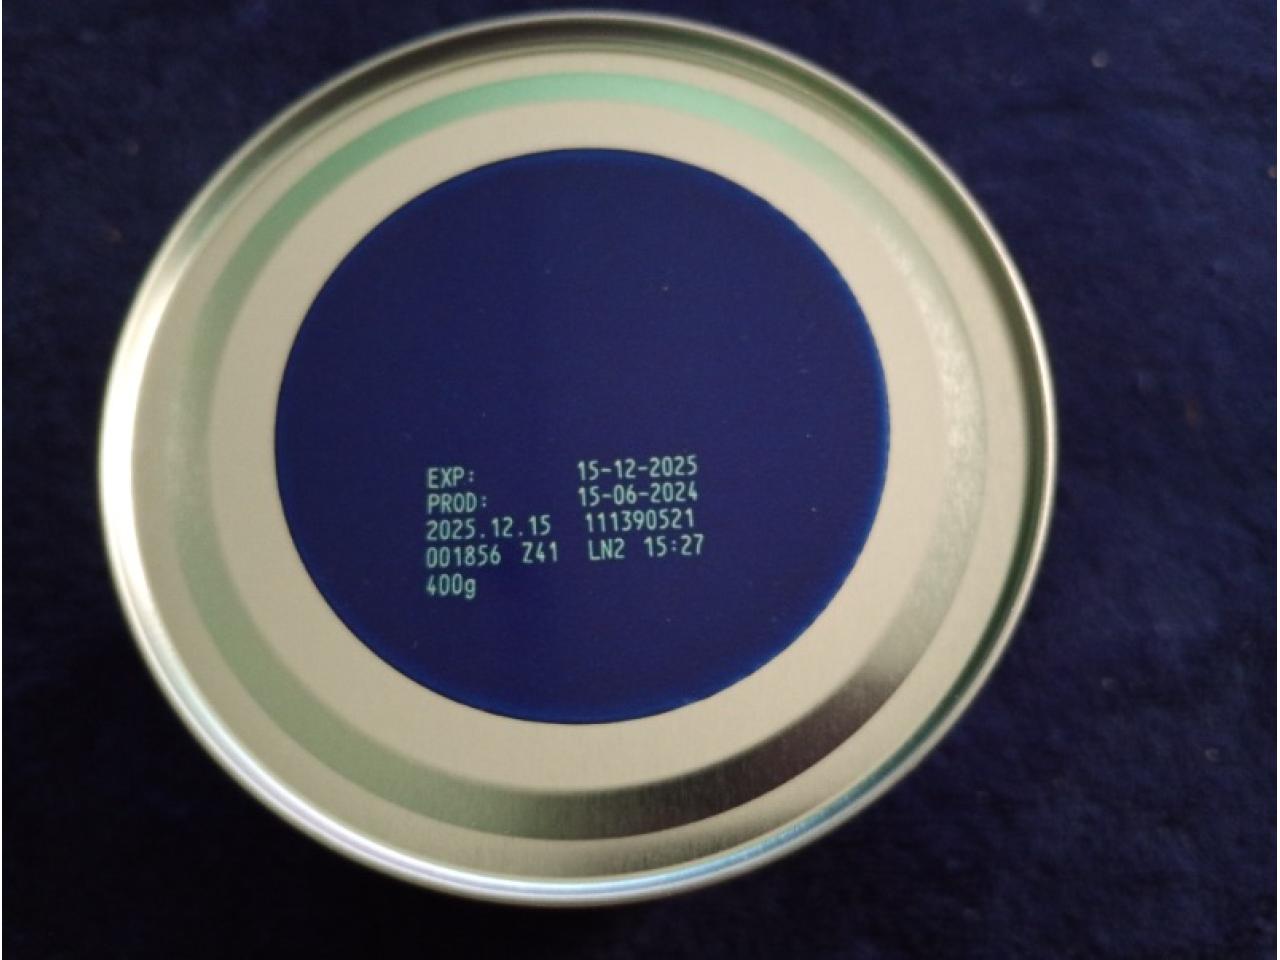 EXP: 15-12-2025
PROD: 15-06-2024
2025.12.15 111390521
001856 Z41 LN2 15:27
400g